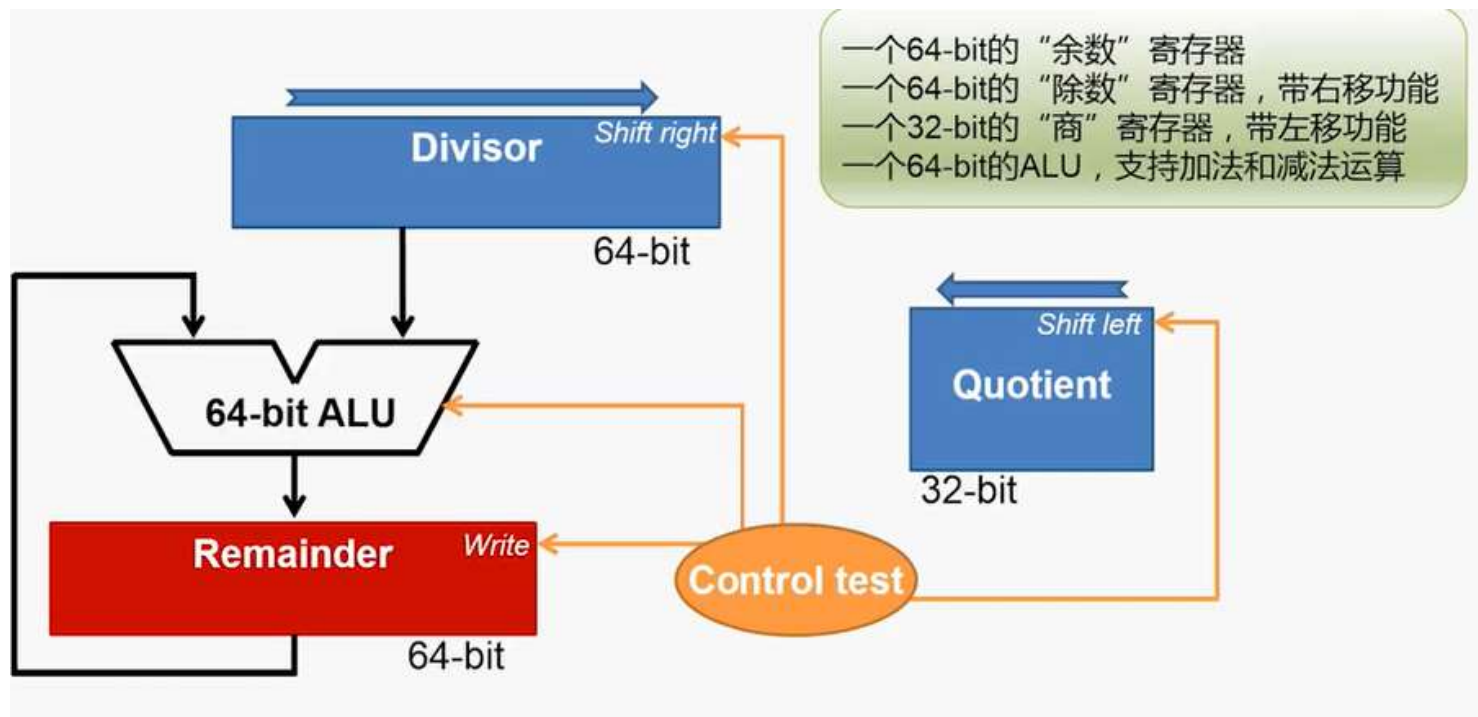 一个64-bit的“余数”寄存器
一个64-bit的“除数”寄存器，带右移功能
一个32-bit的“商”寄存器，带左移功能
一个64-bit的ALU，支持加法和减法运算
Shift right
Divisor
64-bit
Shift left
Quotient
32-bit
64-bit ALU
Remainder
Write
64-bit
Control test